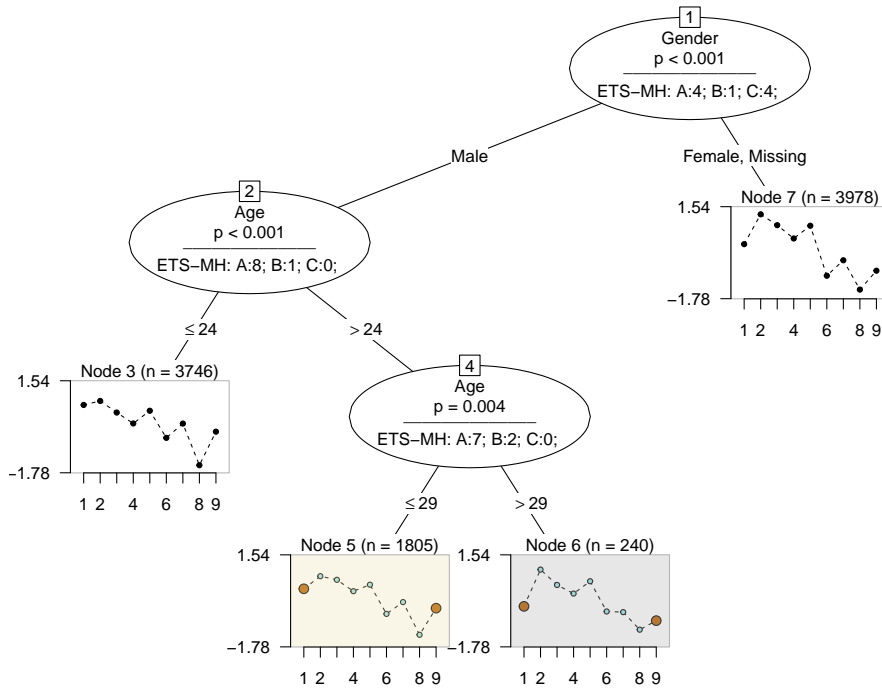 1
Gender
p < 0.001
ETS−MH: A:4; B:1; C:4;
Male
Female, Missing
2
Age
p < 0.001
ETS−MH: A:8; B:1; C:0;
Node 7 (n = 3978)
1.54
−1.78
1 2 4 6 8 9
≤ 24
> 24
Node 3 (n = 3746)
1.54
−1.78
1 2 4 6 8 9
4
Age
p = 0.004
ETS−MH: A:7; B:2; C:0;
≤ 29
> 29
Node 5 (n = 1805)
1.54
−1.78
1 2 4 6 8 9
Node 6 (n = 240)
1.54
−1.78
1 2 4 6 8 9